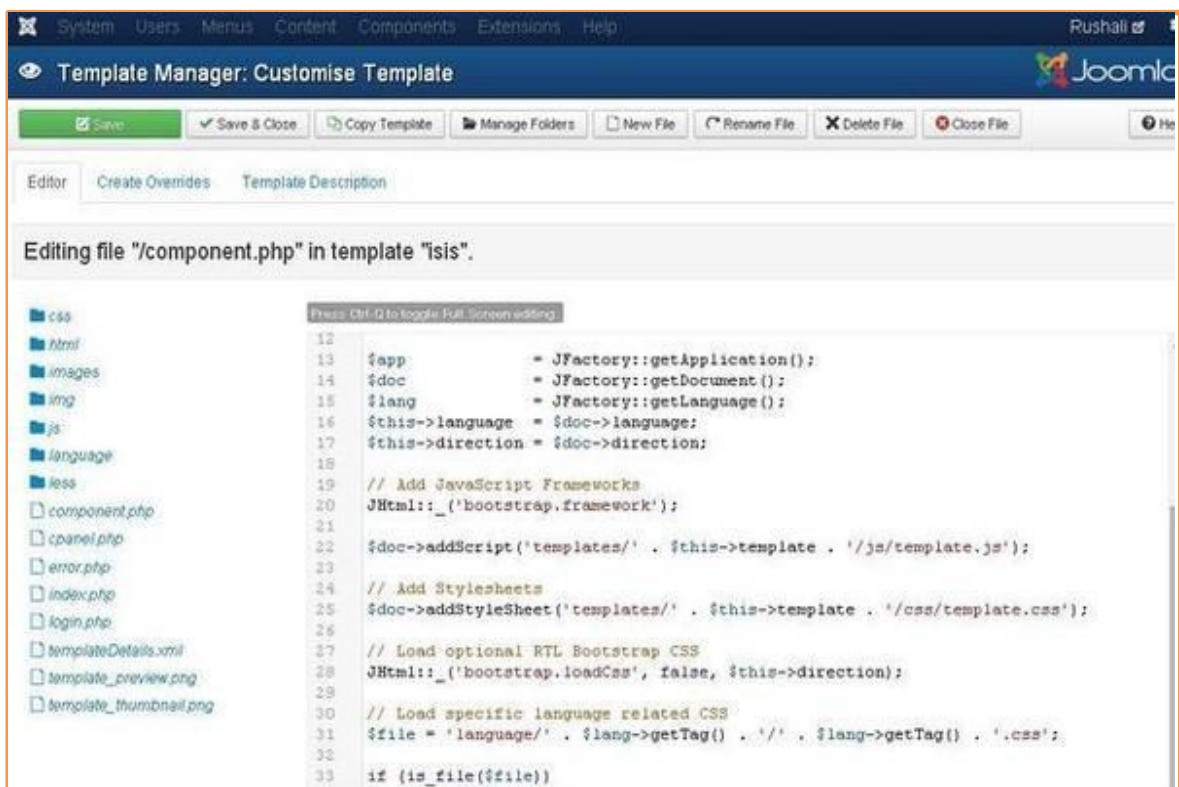 System Users Menus Content Components Extensions Help Rushali
Template Manager: Customise Template Joomla
Save Save & Close Copy Template Manage Folders New File Rename File Delete File Close File He
Editor Create Overrides Template Description
Editing file "/component.php" in template "isis".
css
html
images
img
js
language
less
component.php
cpanel.php
error.php
index.php
login.php
templateDetails.xml
template_preview.png
template_thumbnail.png
Press Ctrl-Q to toggle Full Screen editing.
12
13 $app = JFactory::getApplication();
14 $doc = JFactory::getDocument();
15 $lang = JFactory::getLanguage();
16 $this->language = $doc->language;
17 $this->direction = $doc->direction;
18
19 // Add JavaScript Frameworks
20 JHtml::_('bootstrap.framework');
21
22 $doc->addScript('templates/' . $this->template . '/js/template.js');
23
24 // Add Stylesheets
25 $doc->addStyleSheet('templates/' . $this->template . '/css/template.css');
26
27 // Load optional RTL Bootstrap CSS
28 JHtml::_('bootstrap.loadCss', false, $this->direction);
29
30 // Load specific language related CSS
31 $file = 'language/' . $lang->getTag() . '/' . $lang->getTag() . '.css';
32
33 if (is_file($file))